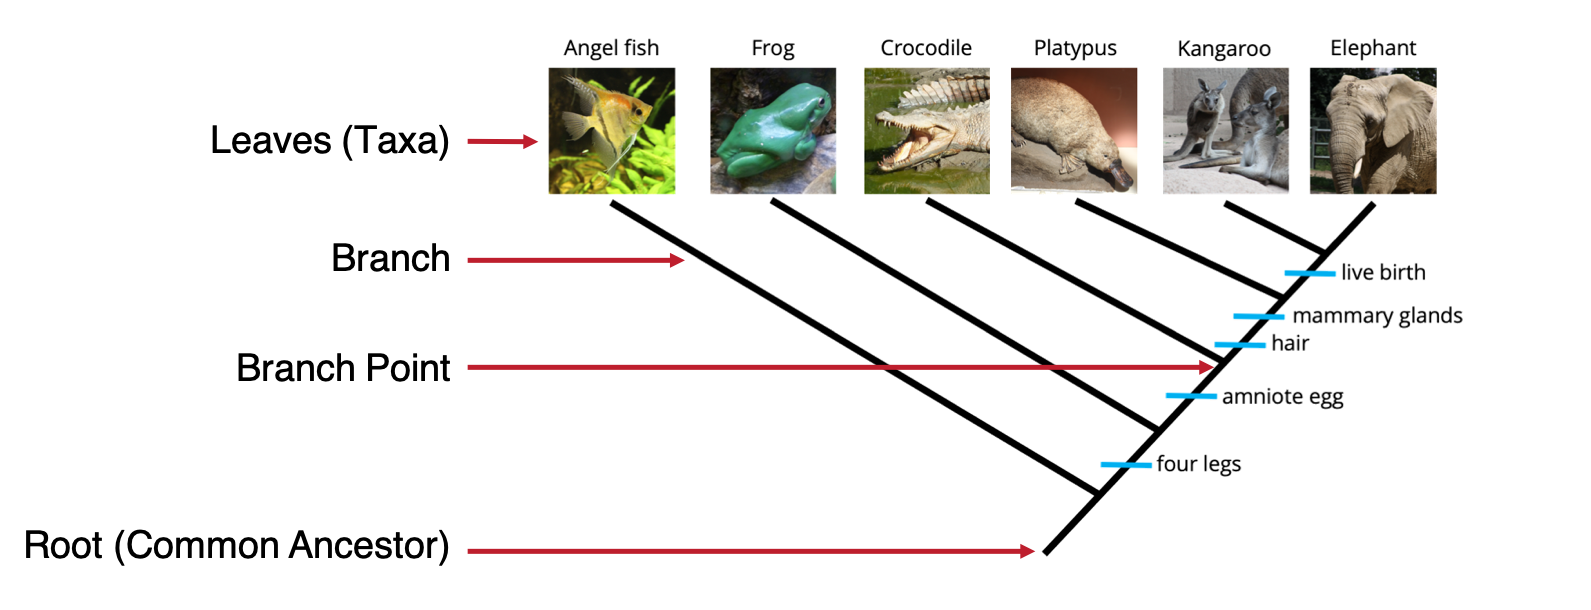 Angel fish
Frog
Crocodile
Platypus
Kangaroo
Elephant
Leaves (Taxa)
Branch
live birth
mammary glands
hair
Branch Point
amniote egg
four legs
Root (Common Ancestor)